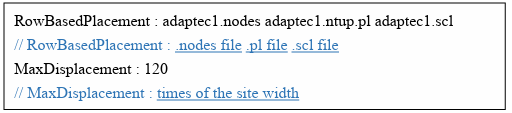 RowBasedPlacement : adaptec1.nodes adaptec1.ntup.pl adaptec1.scl
// RowBasedPlacement : .nodes file .pl file .scl file
MaxDisplacement : 120
// MaxDisplacement : times of the site width